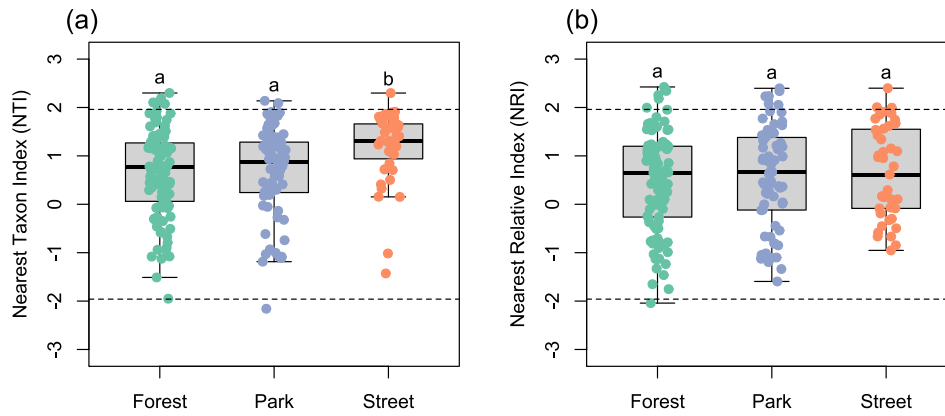 (a)
Nearest Taxon Index (NTI)
3
2
1
0
-1
-2
-3
a
a
b
Forest
Park
Street
(b)
Nearest Relative Index (NRI)
3
2
1
0
-1
-2
-3
a
a
a
Forest
Park
Street